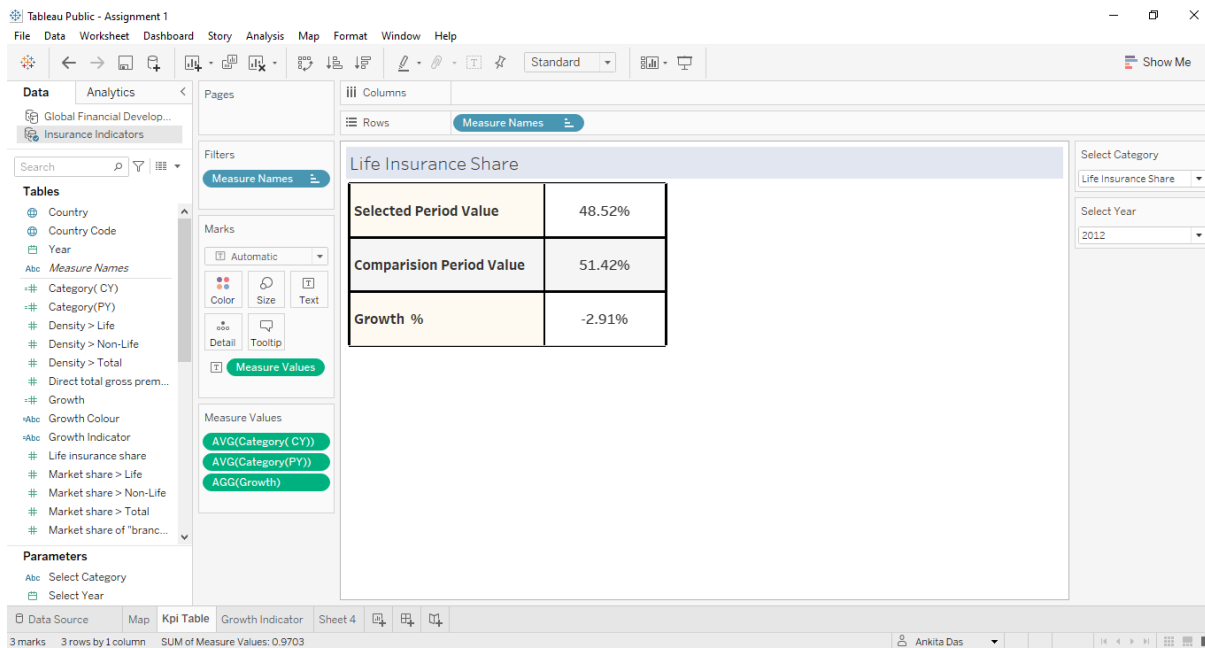 Tableau Public - Assignment 1
File Data Worksheet Dashboard Story Analysis Map Format Window Help
Standard
Show Me
Data Analytics
Global Financial Develop...
Insurance Indicators
Search
Tables
Country
Country Code
Year
Abc Measure Names
=# Category( CY)
=# Category(PY)
# Density > Life
# Density > Non-Life
# Density > Total
# Direct total gross prem...
=# Growth
=Abc Growth Colour
=Abc Growth Indicator
# Life insurance share
# Market share > Life
# Market share > Non-Life
# Market share > Total
# Market share of "branc...
Parameters
Abc Select Category
Select Year
Pages
Filters
Measure Names
Marks
T Automatic
Color Size Text
Detail Tooltip
T Measure Values
Measure Values
AVG(Category( CY))
AVG(Category(PY))
AGG(Growth)
Columns
Rows Measure Names
Life Insurance Share
Selected Period Value 48.52%
Comparision Period Value 51.42%
Growth % -2.91%
Select Category
Life Insurance Share
Select Year
2012
Data Source Map Kpi Table Growth Indicator Sheet 4
3 marks 3 rows by 1 column SUM of Measure Values: 0.9703 Ankita Das